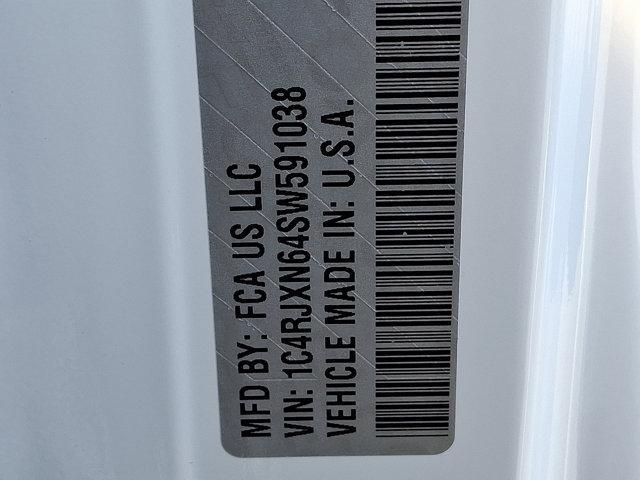 MFD BY: FCA US LLC
VIN: 1C4RJXN64SW591038
VEHICLE MADE IN: U.S.A.